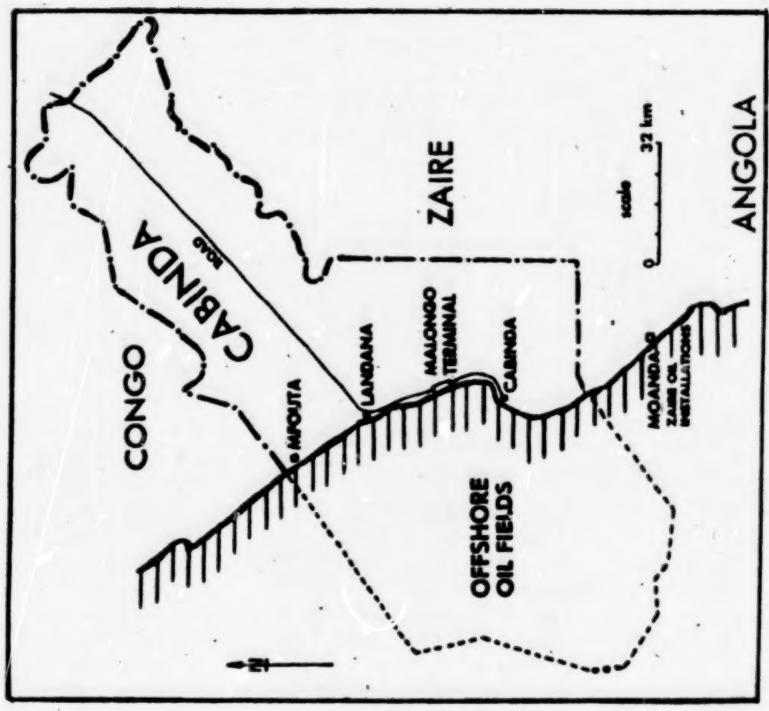 N
CONGO
CABINDA
ROAD
MPOUTA
LANDANA
MALONGO
TERMINAL
CABINDA
ZAIRE
OFFSHORE
OIL FIELDS
MOANDA
ZAIRE OIL
INSTALLATIONS
scale
0 32 km
ANGOLA